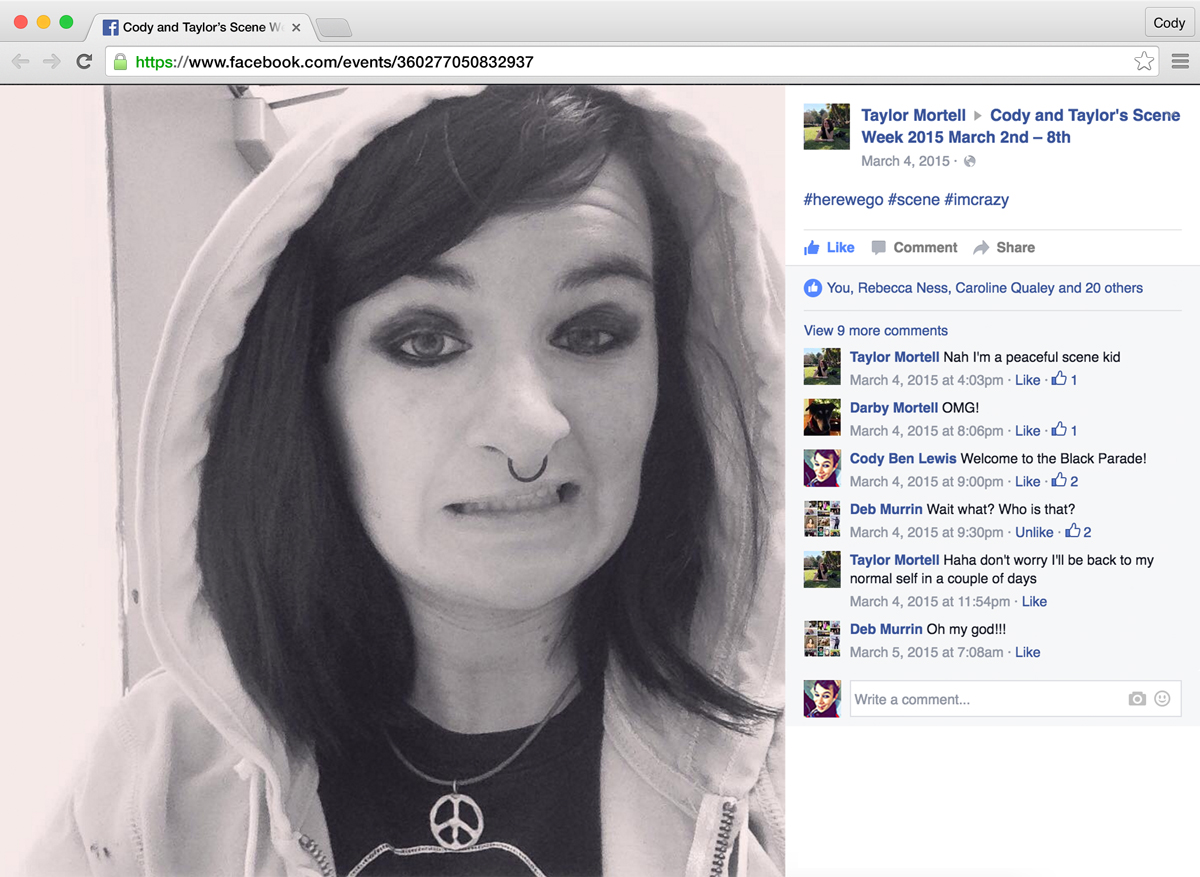 Cody and Taylor's Scene W
Cody
https://www.facebook.com/events/360277050832937
Taylor Mortell ▸ Cody and Taylor's Scene
Week 2015 March 2nd – 8th
March 4, 2015 ·
#herewego #scene #imcrazy
Like Comment Share
You, Rebecca Ness, Caroline Qualey and 20 others
View 9 more comments
Taylor Mortell Nah I'm a peaceful scene kid
March 4, 2015 at 4:03pm · Like · 1
Darby Mortell OMG!
March 4, 2015 at 8:06pm · Like · 1
Cody Ben Lewis Welcome to the Black Parade!
March 4, 2015 at 9:00pm · Like · 2
Deb Murrin Wait what? Who is that?
March 4, 2015 at 9:30pm · Unlike · 2
Taylor Mortell Haha don't worry I'll be back to my
normal self in a couple of days
March 4, 2015 at 11:54pm · Like
Deb Murrin Oh my god!!!
March 5, 2015 at 7:08am · Like
Write a comment...